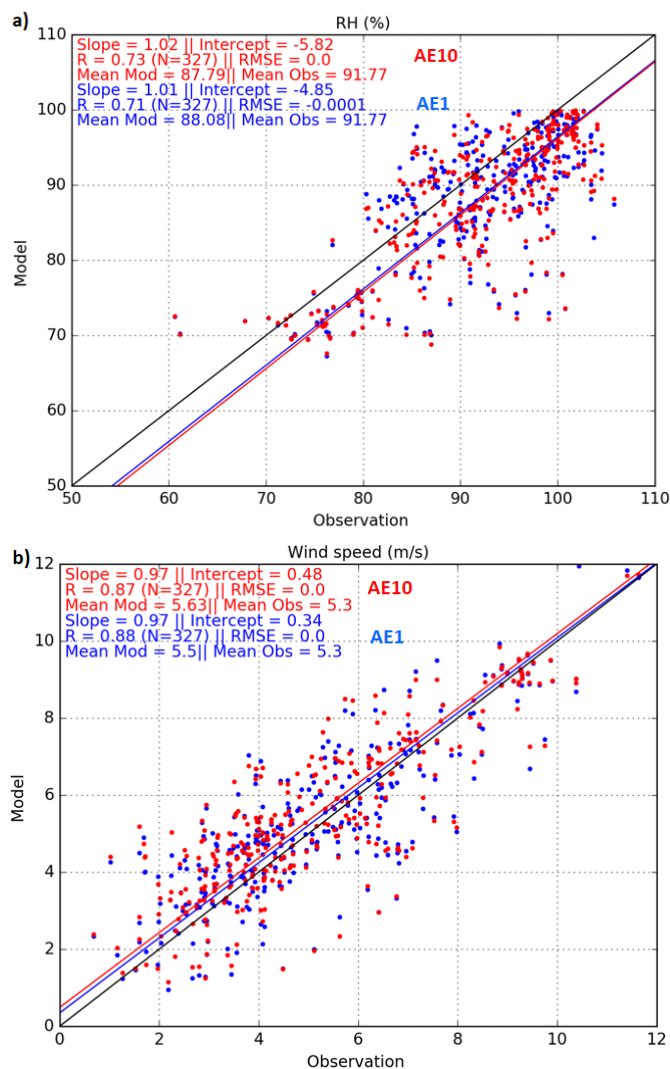 a)
RH (%)
Slope = 1.02 || Intercept = -5.82
R = 0.73 (N=327) || RMSE = 0.0
Mean Mod = 87.79|| Mean Obs = 91.77
AE10
Slope = 1.01 || Intercept = -4.85
R = 0.71 (N=327) || RMSE = -0.0001
Mean Mod = 88.08|| Mean Obs = 91.77
AE1
110
100
90
80
70
60
50
Model
50 60 70 80 90 100 110
Observation
b)
Wind speed (m/s)
Slope = 0.97 || Intercept = 0.48
R = 0.87 (N=327) || RMSE = 0.0
Mean Mod = 5.63|| Mean Obs = 5.3
AE10
Slope = 0.97 || Intercept = 0.34
R = 0.88 (N=327) || RMSE = 0.0
Mean Mod = 5.5|| Mean Obs = 5.3
AE1
12
10
8
6
4
2
0
Model
0 2 4 6 8 10 12
Observation